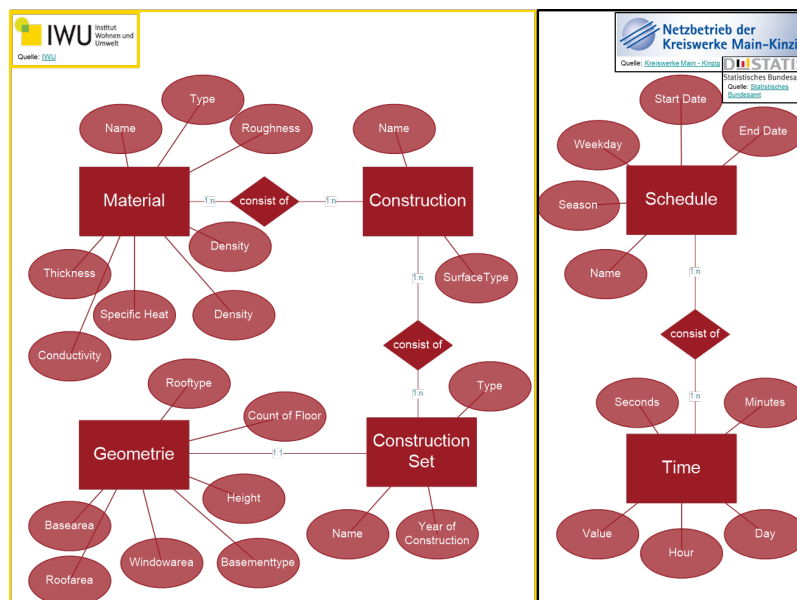 IWU
Institut
Wohnen und
Umwelt
Quelle: IWU
Netzbetrieb der
Kreiswerke Main-Kinzig
Quelle: Kreiswerke Main - Kinzig
DESTATIS
Statistisches Bundesa
Quelle: Statistisches
Bundesamt
Type
Name
Roughness
Material
1:n
consist of
1:n
Name
Construction
Density
Thickness
Specific Heat
Density
Conductivity
1:n
SurfaceType
consist of
1:n
Rooftype
Count of Floor
Type
Geometrie
1:1
Construction
Set
Height
Basearea
Roofarea
Windowarea
Basementtype
Name
Year of
Construction
Start Date
End Date
Weekday
Season
Schedule
Name
1:n
consist of
1:n
Seconds
Minutes
Time
Value
Hour
Day